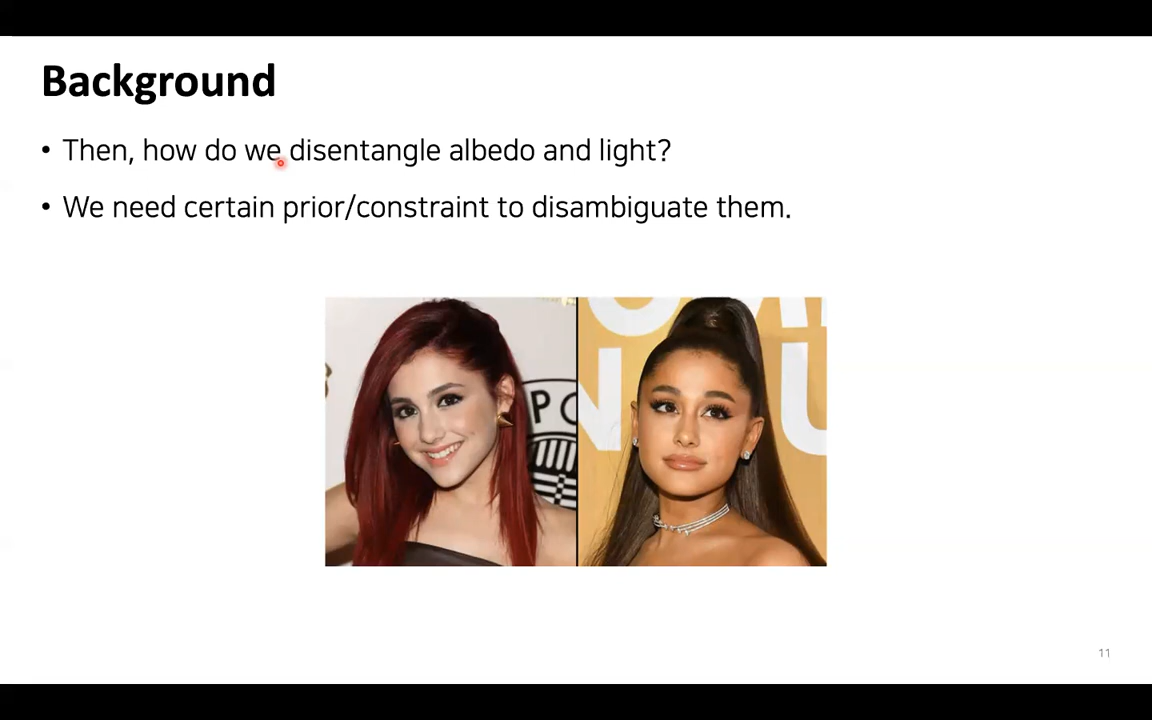 Background
• Then, how do we disentangle albedo and light?
• We need certain prior/constraint to disambiguate them.
11